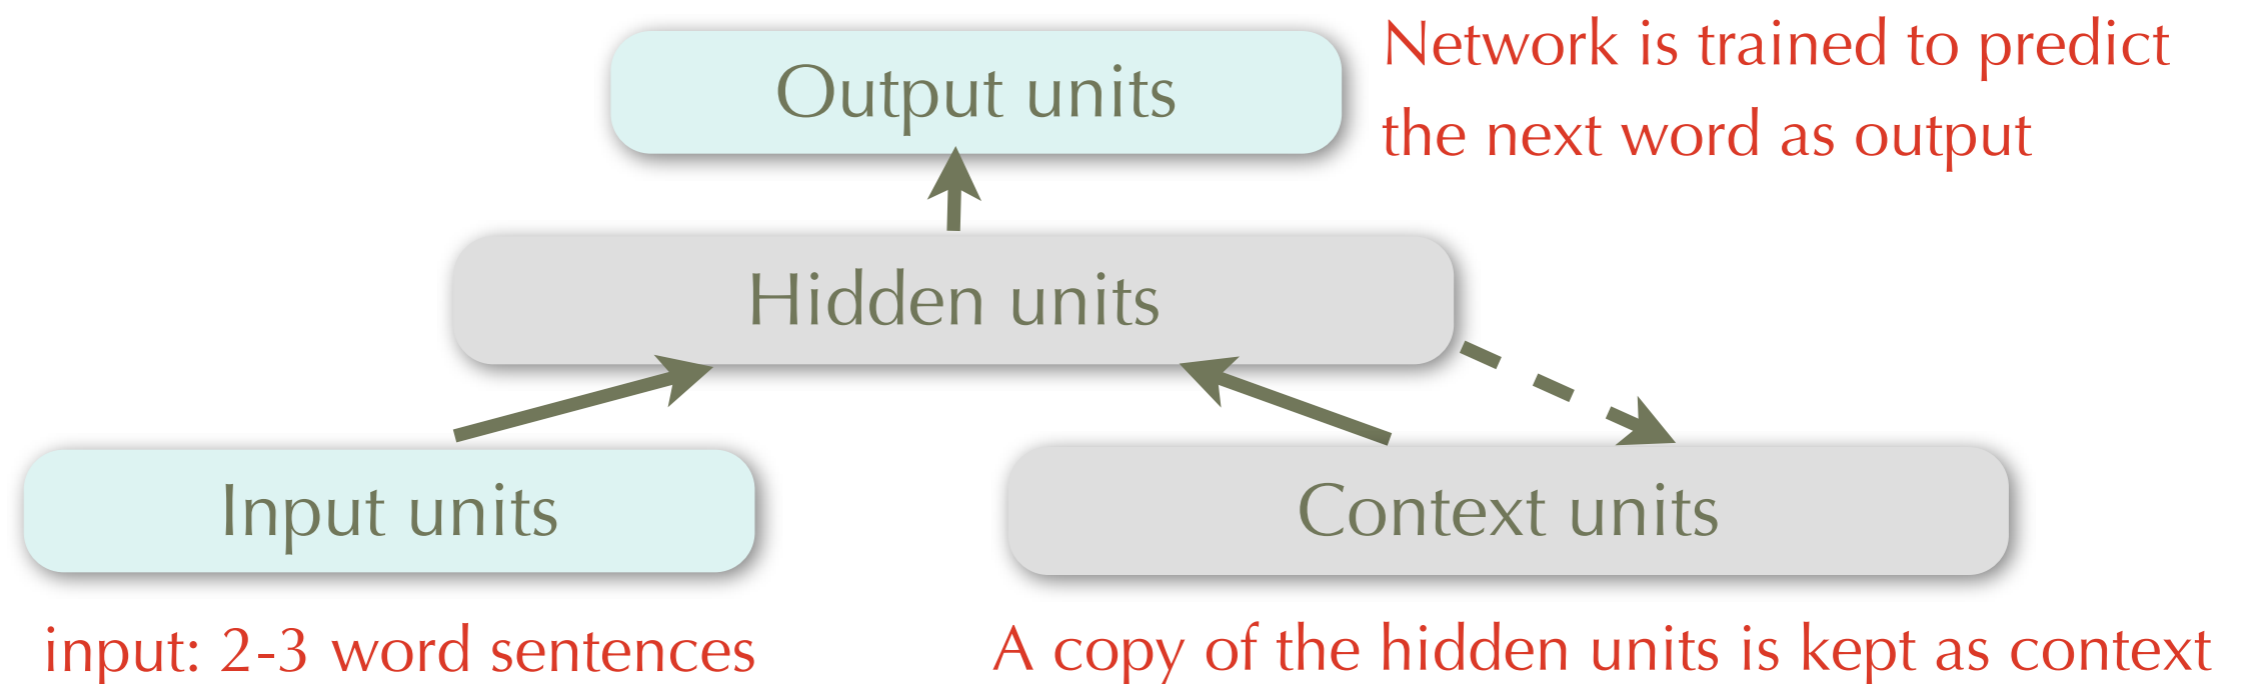 Output units
Network is trained to predict
the next word as output
Hidden units
Input units
Context units
input: 2-3 word sentences
A copy of the hidden units is kept as context